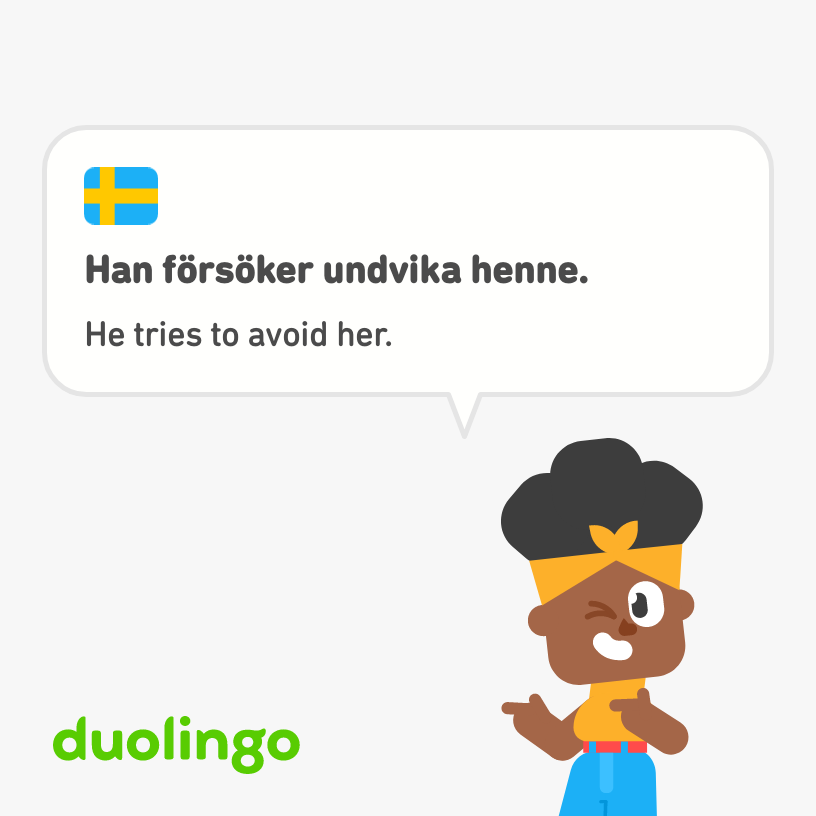 Han försöker undvika henne.
He tries to avoid her.
duolingo